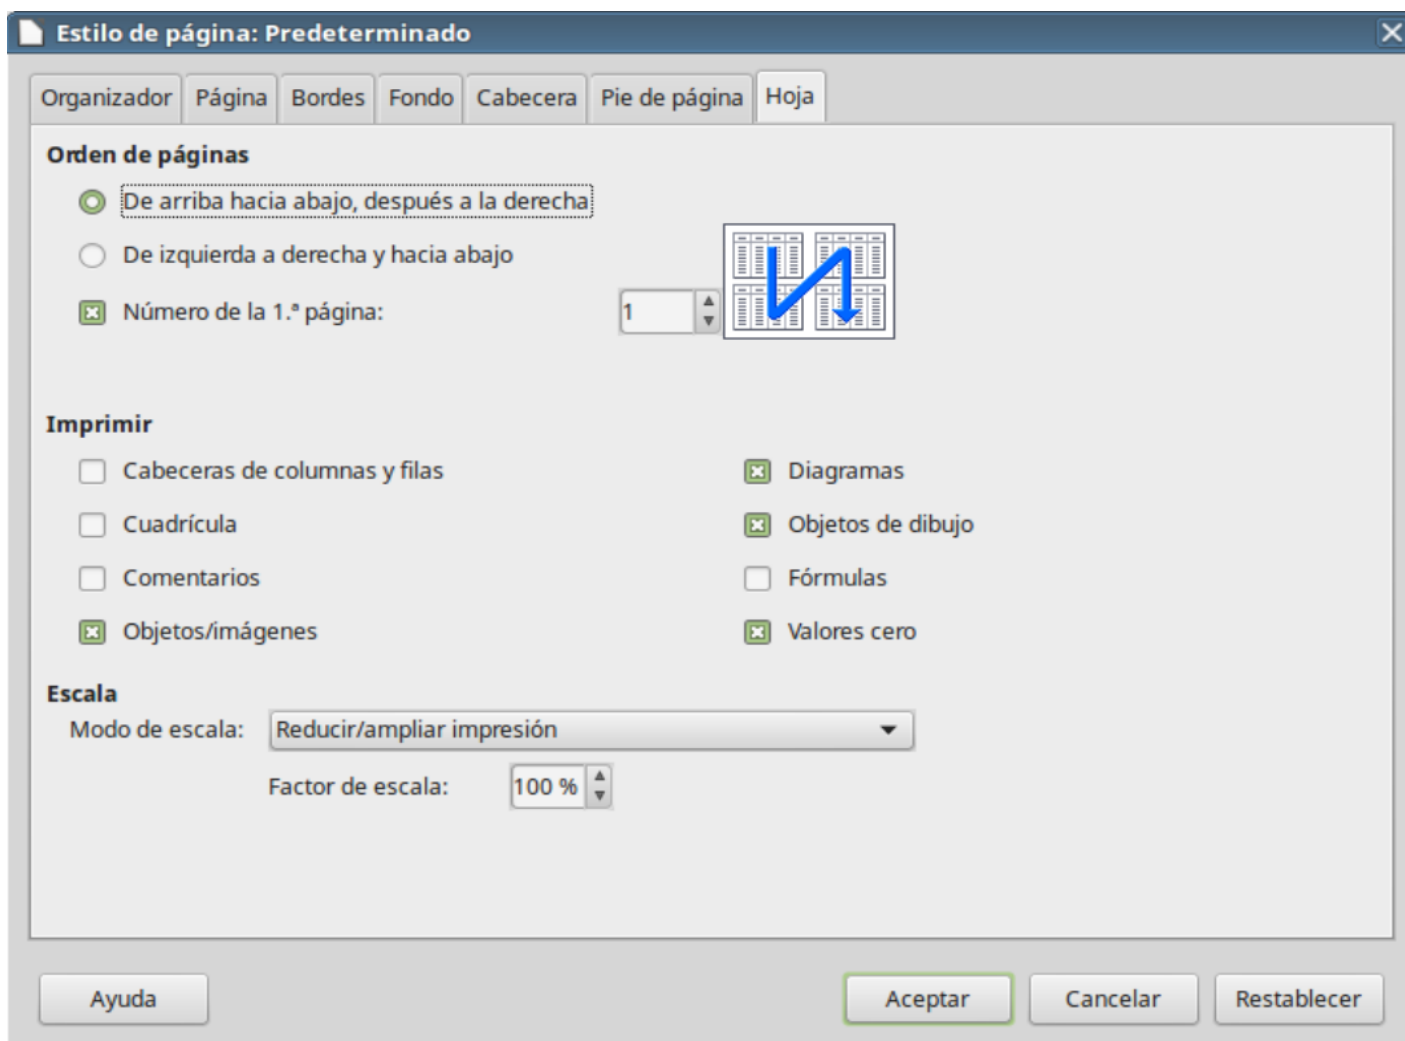 Estilo de página: Predeterminado
Organizador Página Bordes Fondo Cabecera Pie de página Hoja
Orden de páginas
De arriba hacia abajo, después a la derecha
De izquierda a derecha y hacia abajo
Número de la 1.ª página: 1
Imprimir
Cabeceras de columnas y filas Diagramas
Cuadrícula Objetos de dibujo
Comentarios Fórmulas
Objetos/imágenes Valores cero
Escala
Modo de escala: Reducir/ampliar impresión
Factor de escala: 100 %
Ayuda Aceptar Cancelar Restablecer